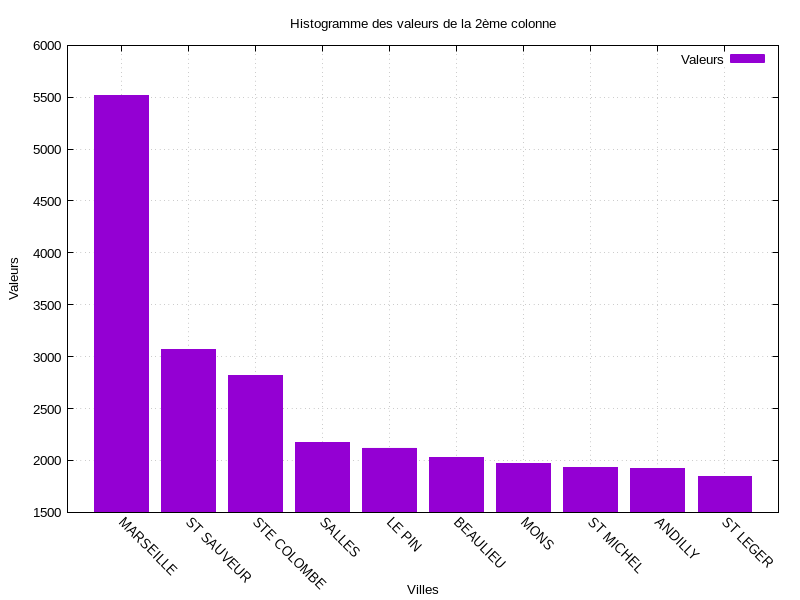 Histogramme des valeurs de la 2ème colonne
Valeurs
6000
5500
5000
4500
4000
3500
3000
2500
2000
1500
Valeurs
MARSEILLE
ST SAUVEUR
STE COLOMBE
SALLES
LE PIN
BEAULIEU
MONS
ST MICHEL
ANDILLY
ST LEGER
Villes